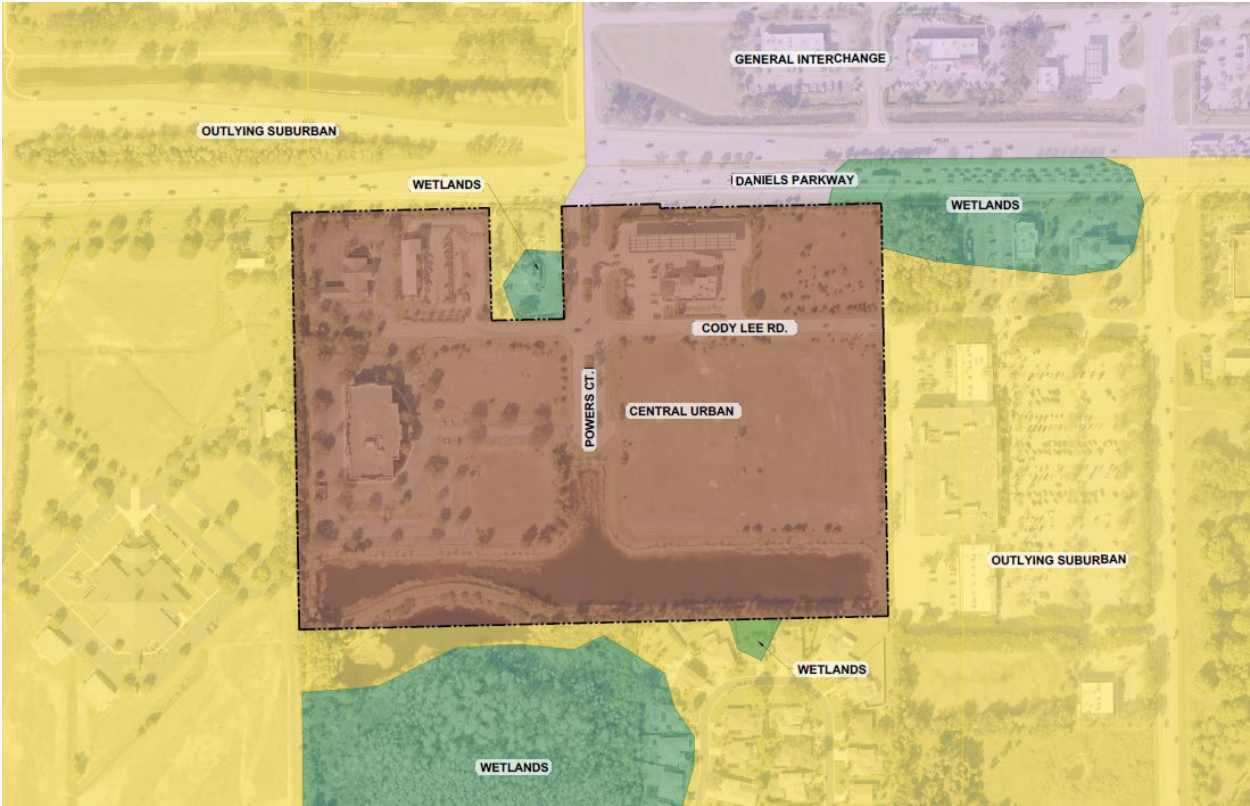 GENERAL INTERCHANGE
OUTLYING SUBURBAN
WETLANDS
DANIELS PARKWAY
WETLANDS
CODY LEE RD.
POWERS CT.
CENTRAL URBAN
OUTLYING SUBURBAN
WETLANDS
WETLANDS